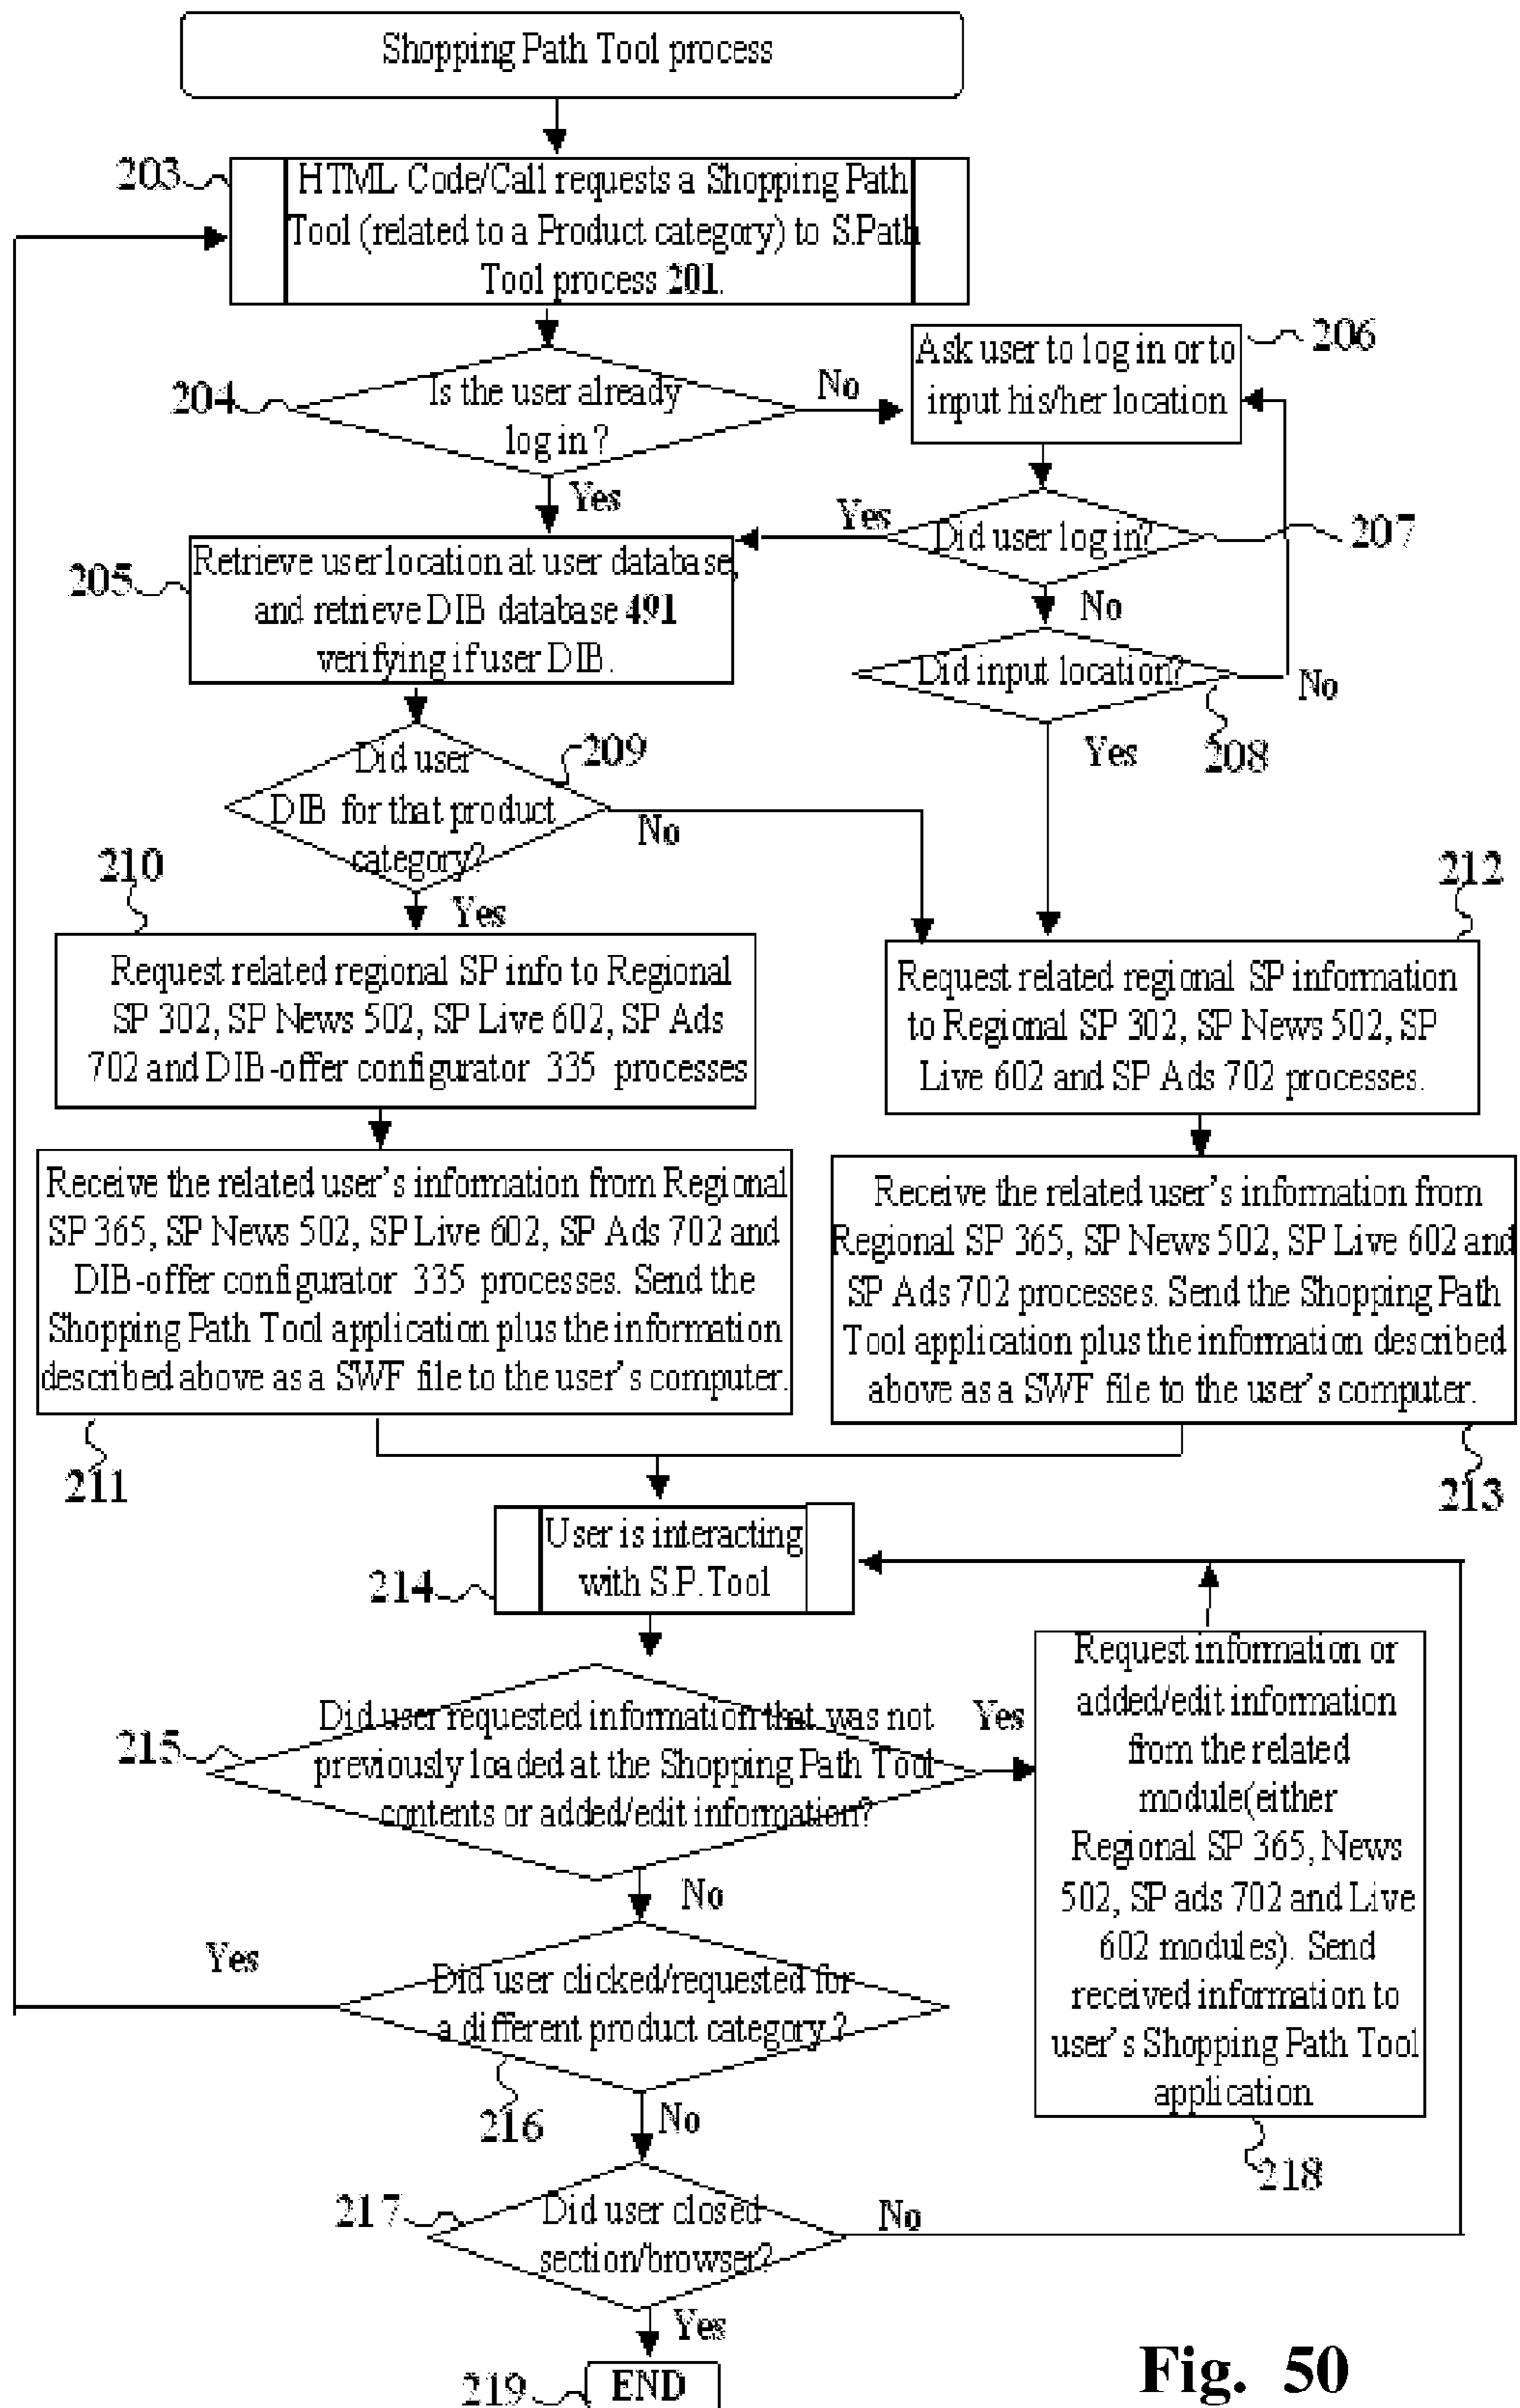 Shopping Path Tool process
203
HTML Code/Call requests a Shopping Path
Tool (related to a Product category) to S.Path
Tool process 201.
204
Is the user already
log in ?
No
Yes
206
Ask user to log in or to
input his/her location
207
Did user log in?
Yes
No
205
Retrieve user location at user database,
and retrieve DIB database 491
verifying if user DIB.
Did input location?
No
208
Yes
209
Did user
DIB for that product
category?
No
Yes
210
Request related regional SP info to Regional
SP 302, SP News 502, SP Live 602, SP Ads
702 and DIB-offer configurator 335 processes
212
Request related regional SP information
to Regional SP 302, SP News 502, SP
Live 602 and SP Ads 702 processes.
Receive the related user's information from Regional
SP 365, SP News 502, SP Live 602, SP Ads 702 and
DIB-offer configurator 335 processes. Send the
Shopping Path Tool application plus the information
described above as a SWF file to the user's computer.
211
Receive the related user's information from
Regional SP 365, SP News 502, SP Live 602 and
SP Ads 702 processes. Send the Shopping Path
Tool application plus the information described
above as a SWF file to the user's computer.
213
User is interacting
with S.P. Tool
214
215
Did user requested information that was not
previously loaded at the Shopping Path Tool
contents or added/edit information?
Yes
No
Request information or
added/edit information
from the related
module(either
Regional SP 365, News
502, SP ads 702 and Live
602 modules). Send
received information to
user's Shopping Path Tool
application
218
Yes
Did user clicked/requested for
a different product category ?
216
No
217
Did user closed
section/browser?
No
Yes
219
END
Fig. 50